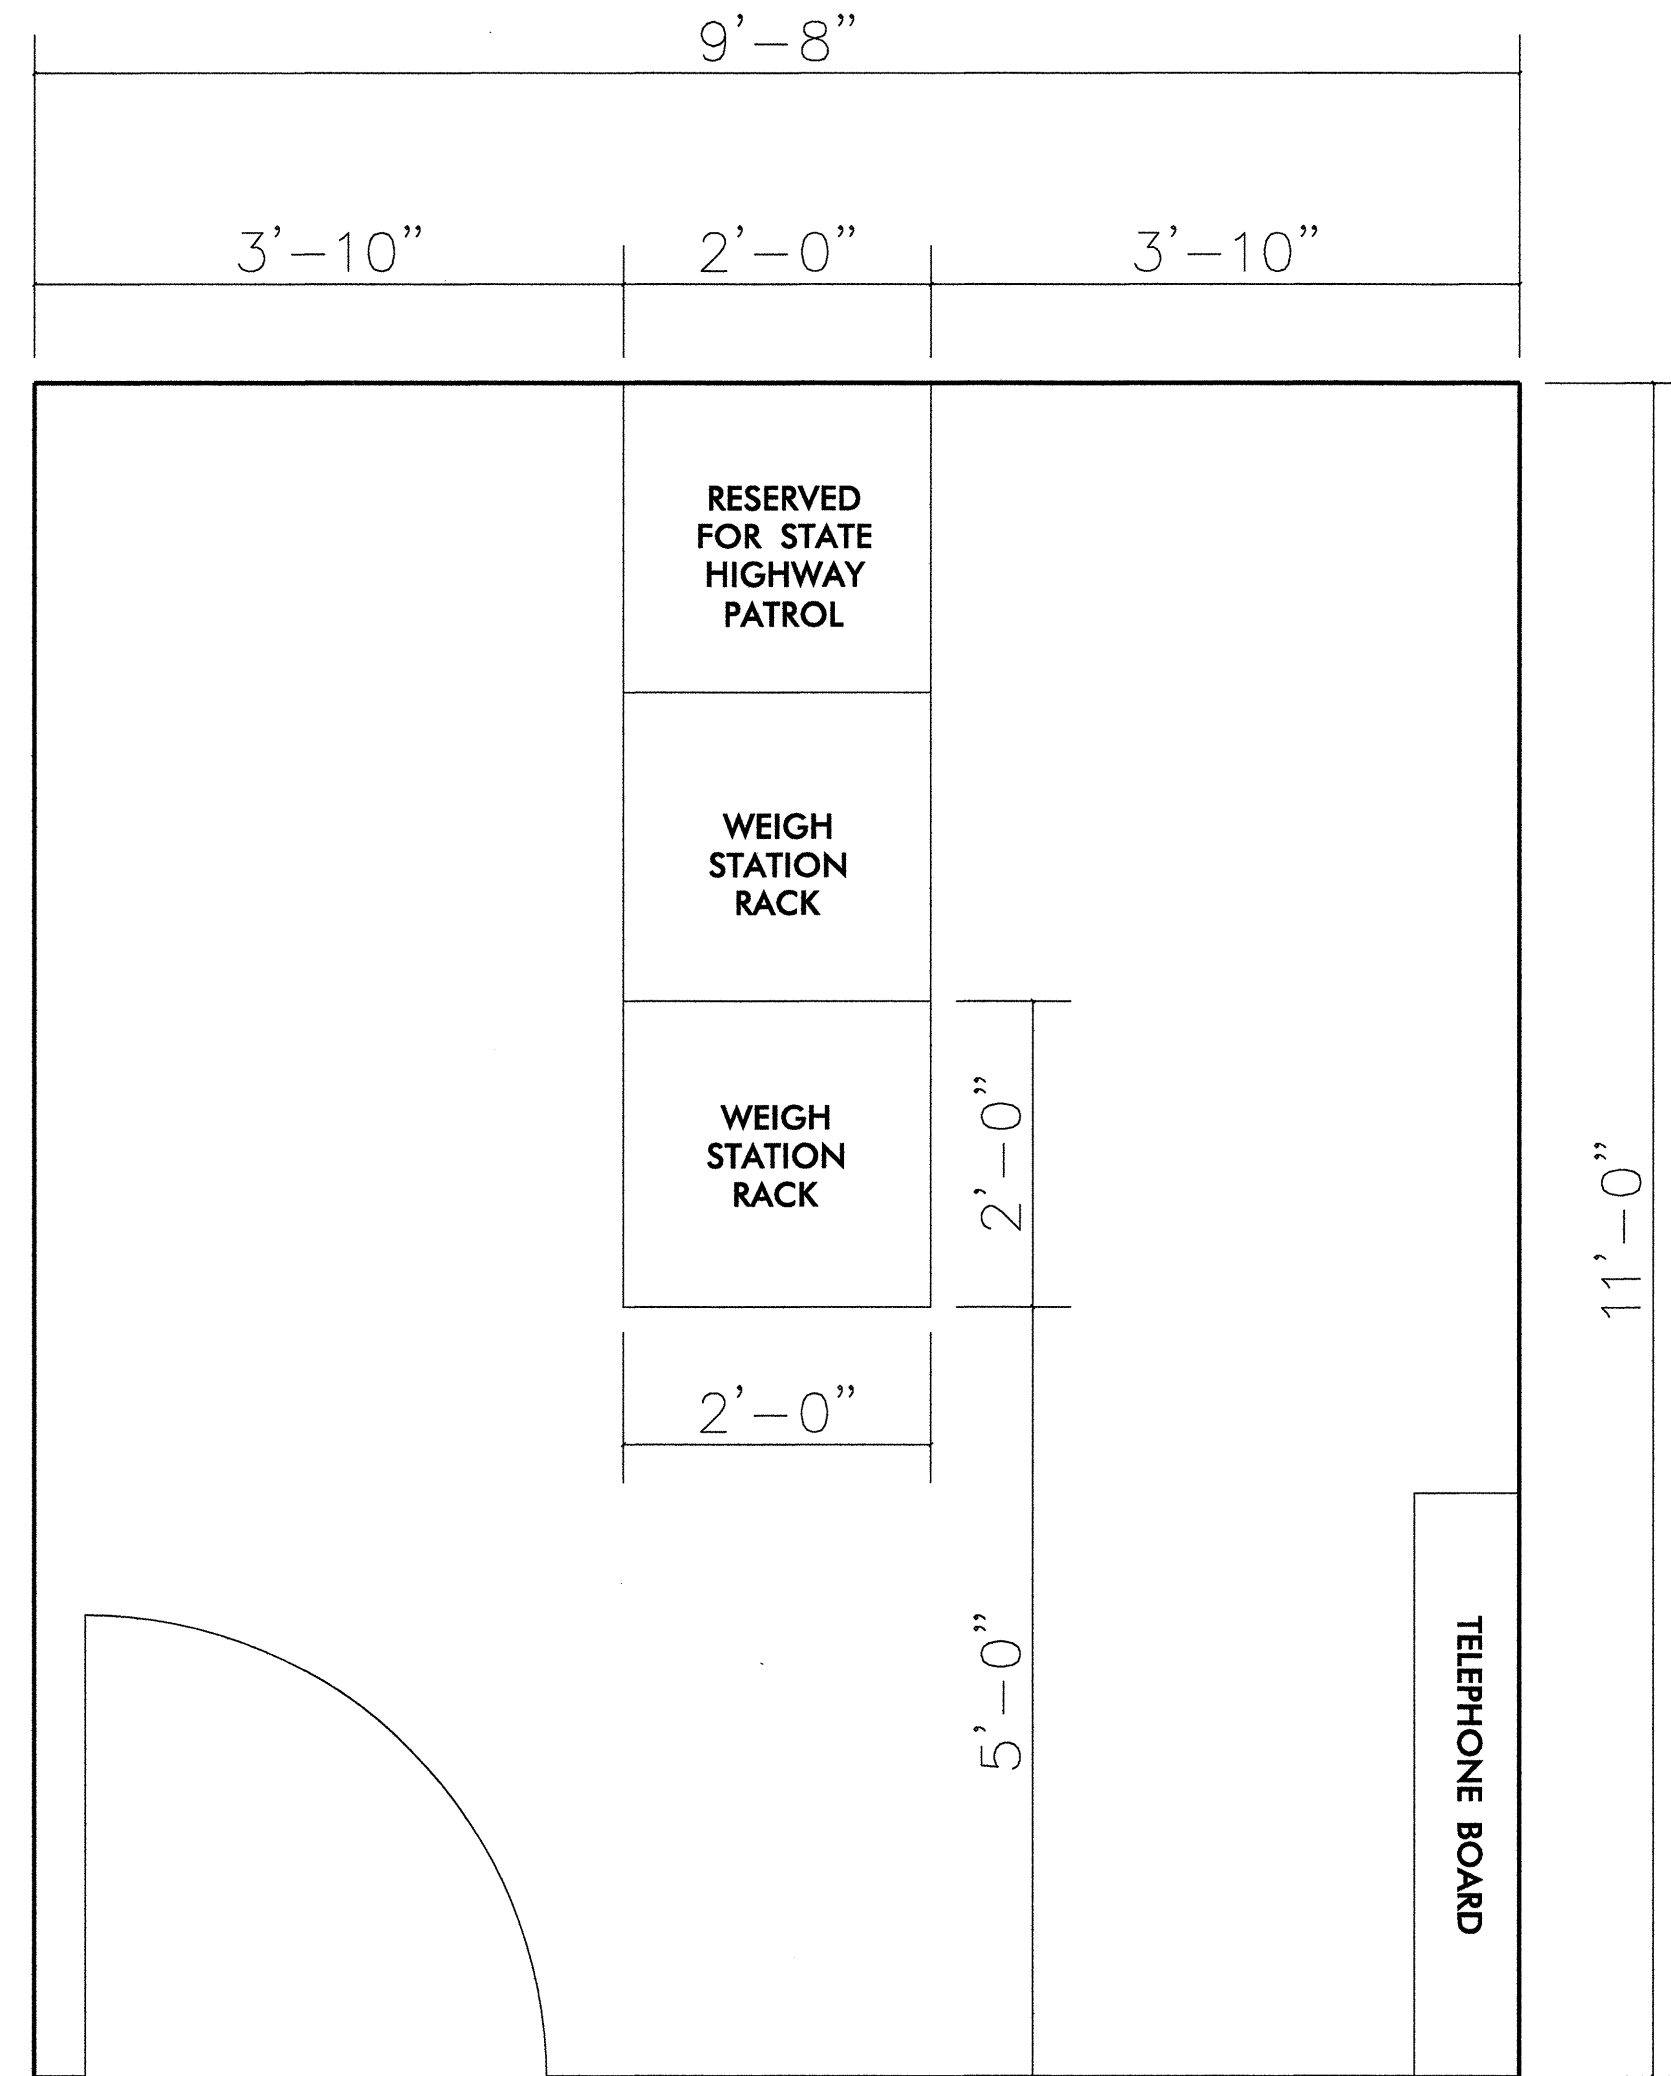 9'-8"
3'-10" 2'-0" 3'-10"
RESERVED
FOR STATE
HIGHWAY
PATROL
WEIGH
STATION
RACK
WEIGH
STATION
RACK
2'-0"
11'-0"
2'-0"
5'-0"
TELEPHONE BOARD